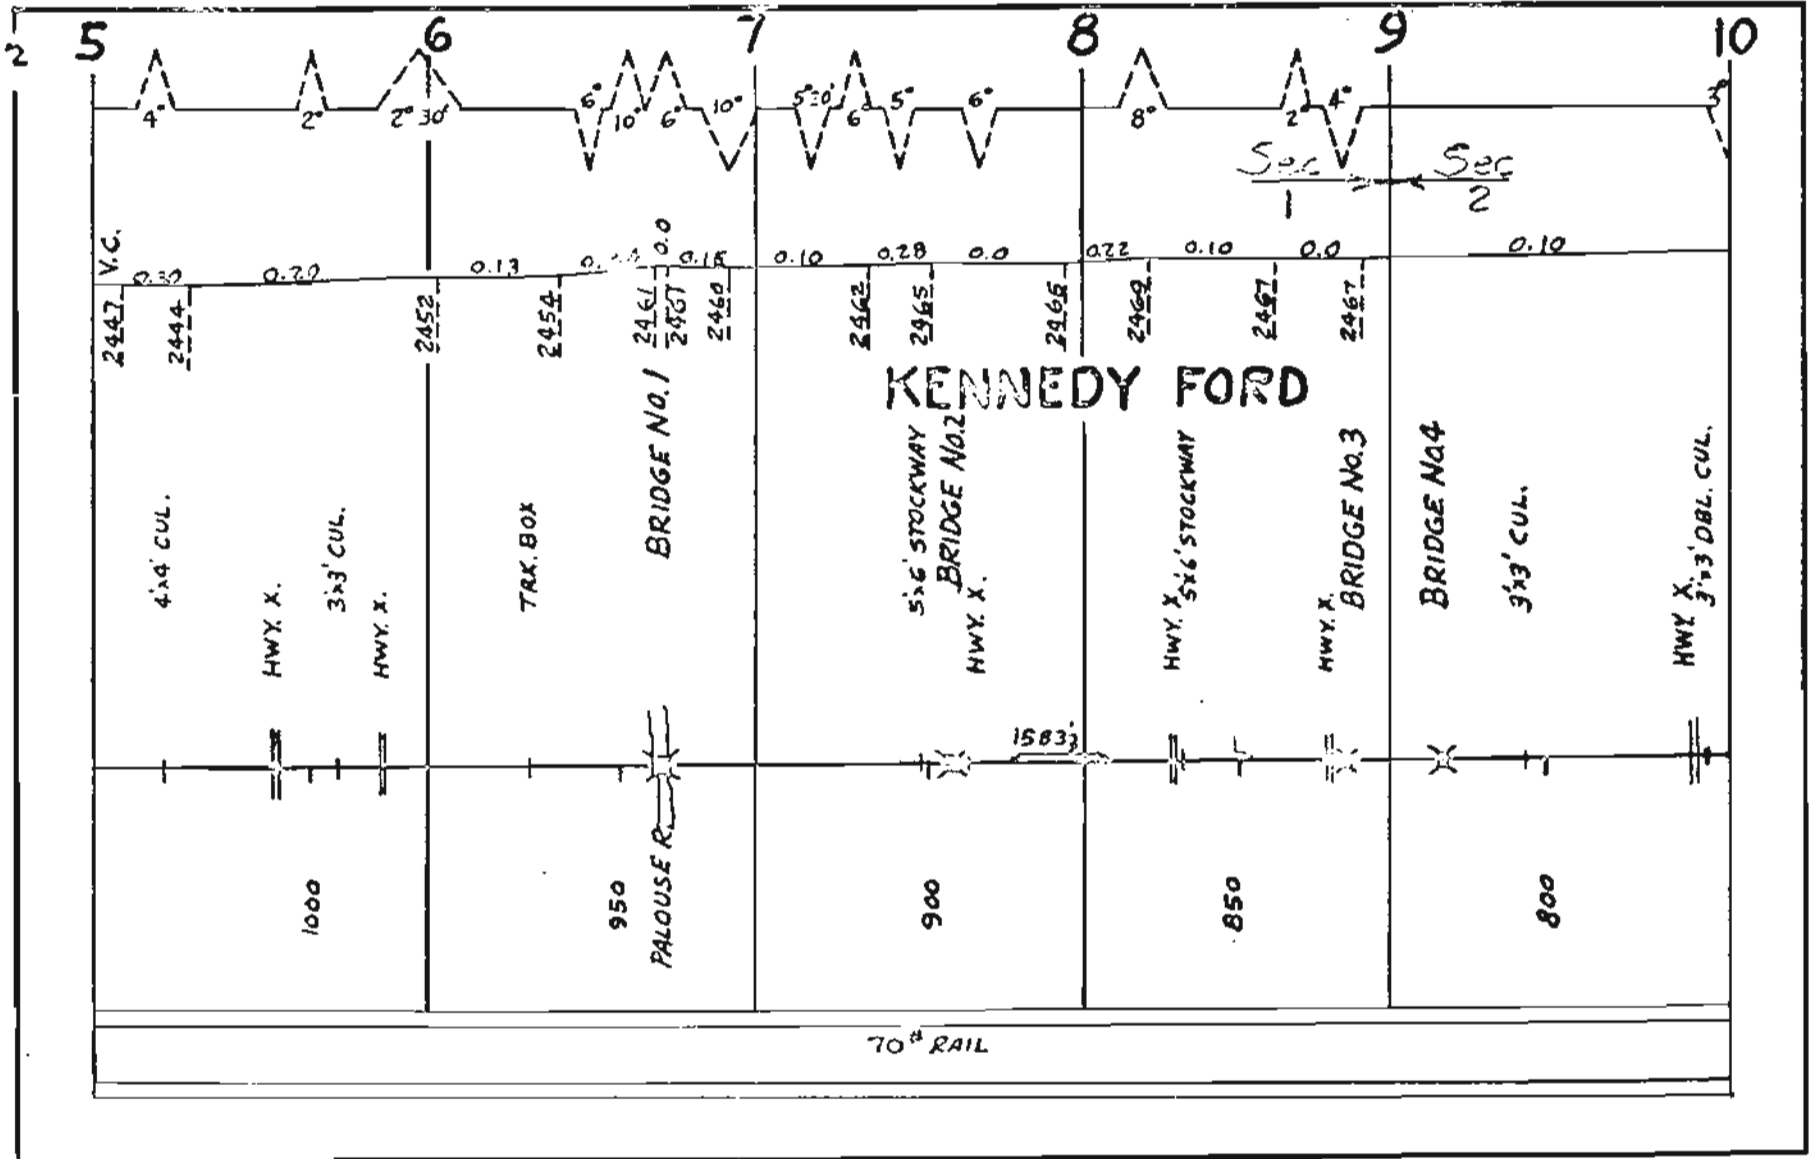 2 5 6 7 8 9 10
4° 2° 2° 30' 6° 10° 6° 10° 5°30' 6° 5° 6° 8° 2° 4° 3°
Sec 1 Sec 2
V.C. 0.30 0.20 0.13 0.0 0.15 0.10 0.28 0.0 0.22 0.10 0.0 0.10
2447 2444 2452 2454 2461 2461 2460 2462 2465 2466 2469 2467 2467
KENNEDY FORD
4'x4' CUL.
HWY. X.
3'x3' CUL.
HWY. X.
TRK. BOX
BRIDGE NO.1
5'x6' STOCKWAY
BRIDGE NO.2
HWY. X.
HWY. X.
5'x6' STOCKWAY
HWY. X.
BRIDGE NO.3
BRIDGE NO.4
3'x3' CUL.
HWY. X.
3'x3' DBL. CUL.
1583'
1000 950 PALOUSE R. 900 850 800
70# RAIL